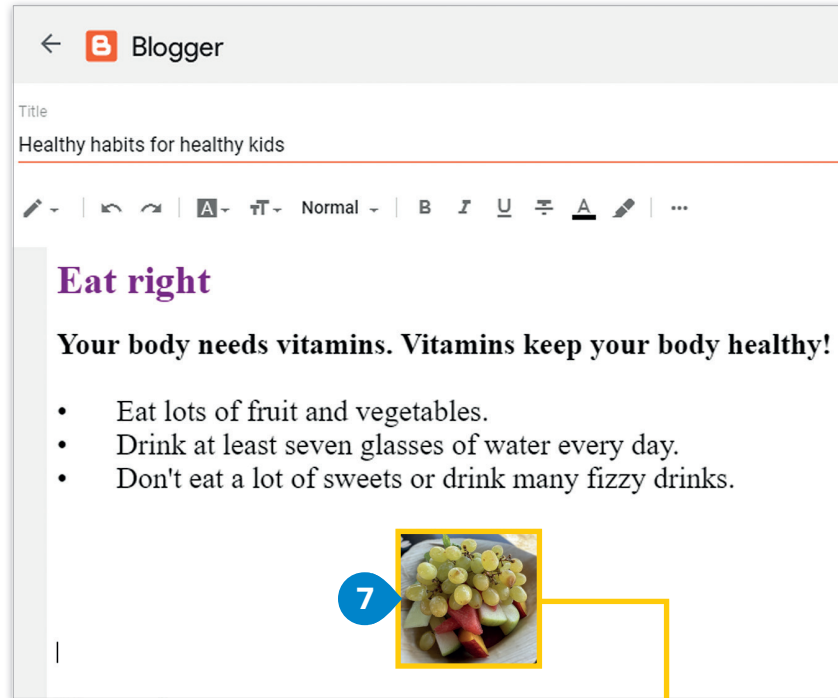 Blogger
Title
Healthy habits for healthy kids
A Normal B I U A
Eat right
Your body needs vitamins. Vitamins keep your body healthy!
• Eat lots of fruit and vegetables.
• Drink at least seven glasses of water every day.
• Don't eat a lot of sweets or drink many fizzy drinks.
7